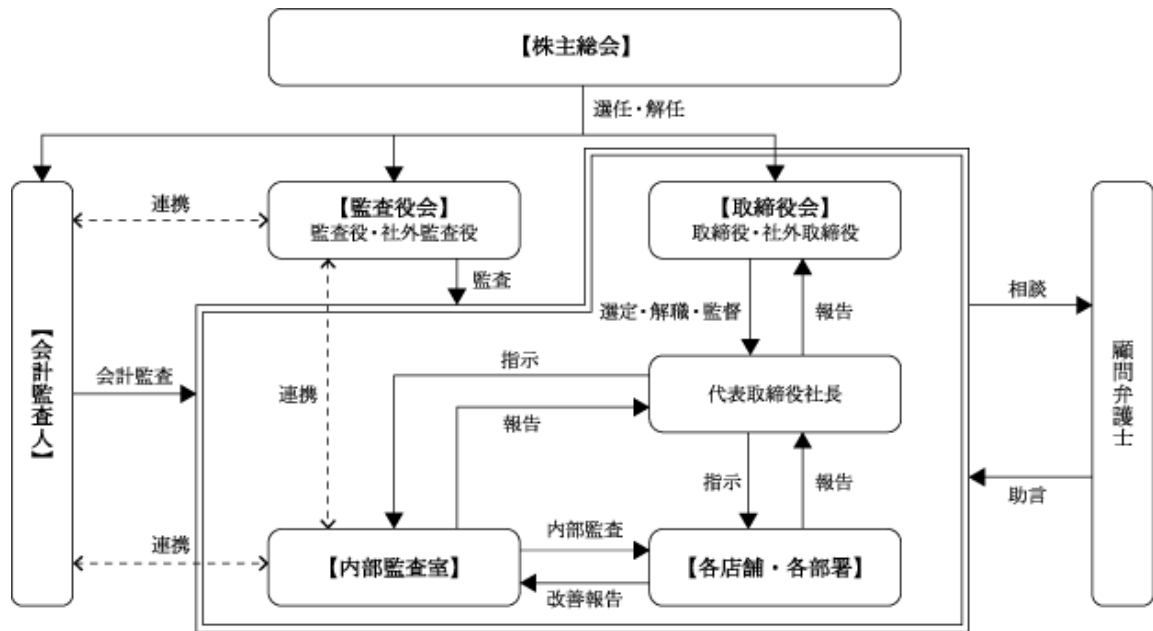 【株主総会】
選任・解任
連携
【監査役会】
監査役・社外監査役
【取締役会】
取締役・社外取締役
監査
選定・解職・監督
報告
相談
【会計監査人】
会計監査
連携
指示
報告
代表取締役社長
顧問弁護士
指示
報告
助言
連携
【内部監査室】
内部監査
改善報告
【各店舗・各部署】